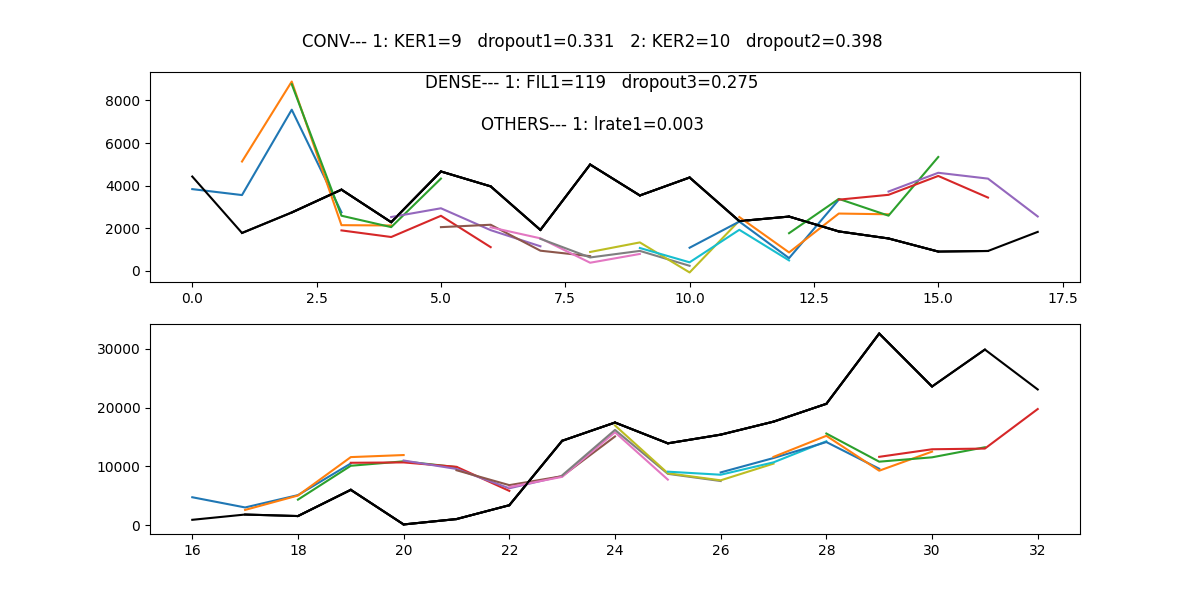 CONV--- 1: KER1=9   dropout1=0.331   2: KER2=10   dropout2=0.398
DENSE--- 1: FIL1=119   dropout3=0.275
OTHERS--- 1: lrate1=0.003
8000
6000
4000
2000
0
0.0 2.5 5.0 7.5 10.0 12.5 15.0 17.5
30000
20000
10000
0
16 18 20 22 24 26 28 30 32